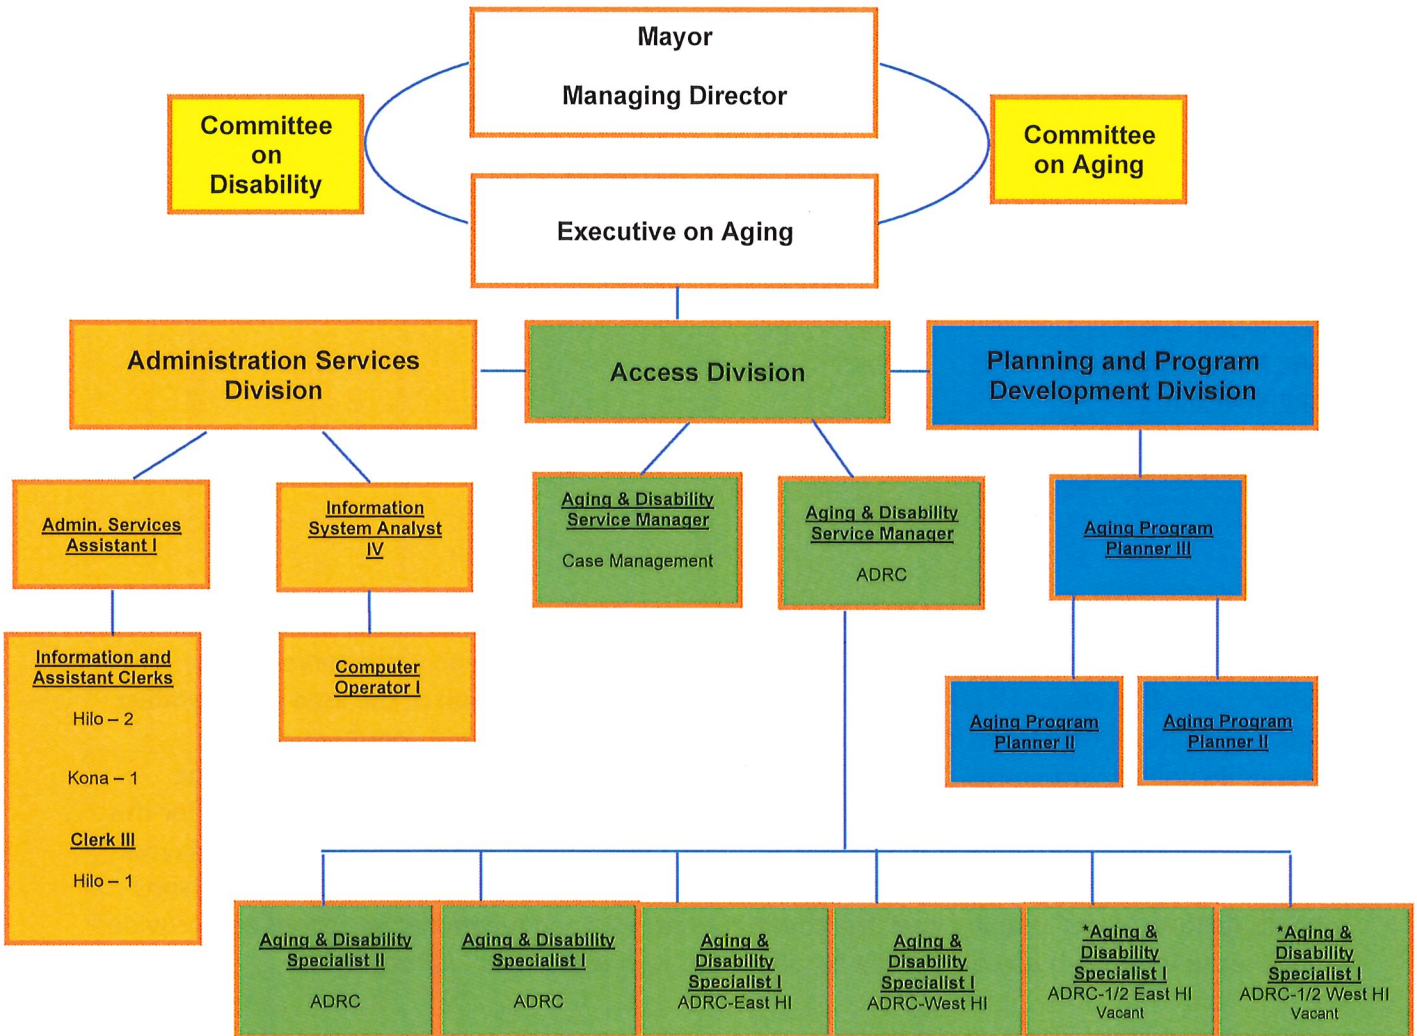 Mayor
Managing Director
Committee
on
Disability
Committee
on Aging
Executive on Aging
Administration Services
Division
Access Division
Planning and Program
Development Division
Admin. Services
Assistant I
Information
System Analyst
IV
Aging & Disability
Service Manager
Case Management
Aging & Disability
Service Manager
ADRC
Aging Program
Planner III
Information and
Assistant Clerks
Hilo – 2
Kona – 1
Clerk III
Hilo – 1
Computer
Operator I
Aging Program
Planner II
Aging Program
Planner II
Aging & Disability
Specialist II
ADRC
Aging & Disability
Specialist I
ADRC
Aging &
Disability
Specialist I
ADRC-East HI
Aging &
Disability
Specialist I
ADRC-West HI
*Aging &
Disability
Specialist I
ADRC-1/2 East HI
Vacant
*Aging &
Disability
Specialist I
ADRC-1/2 West HI
Vacant